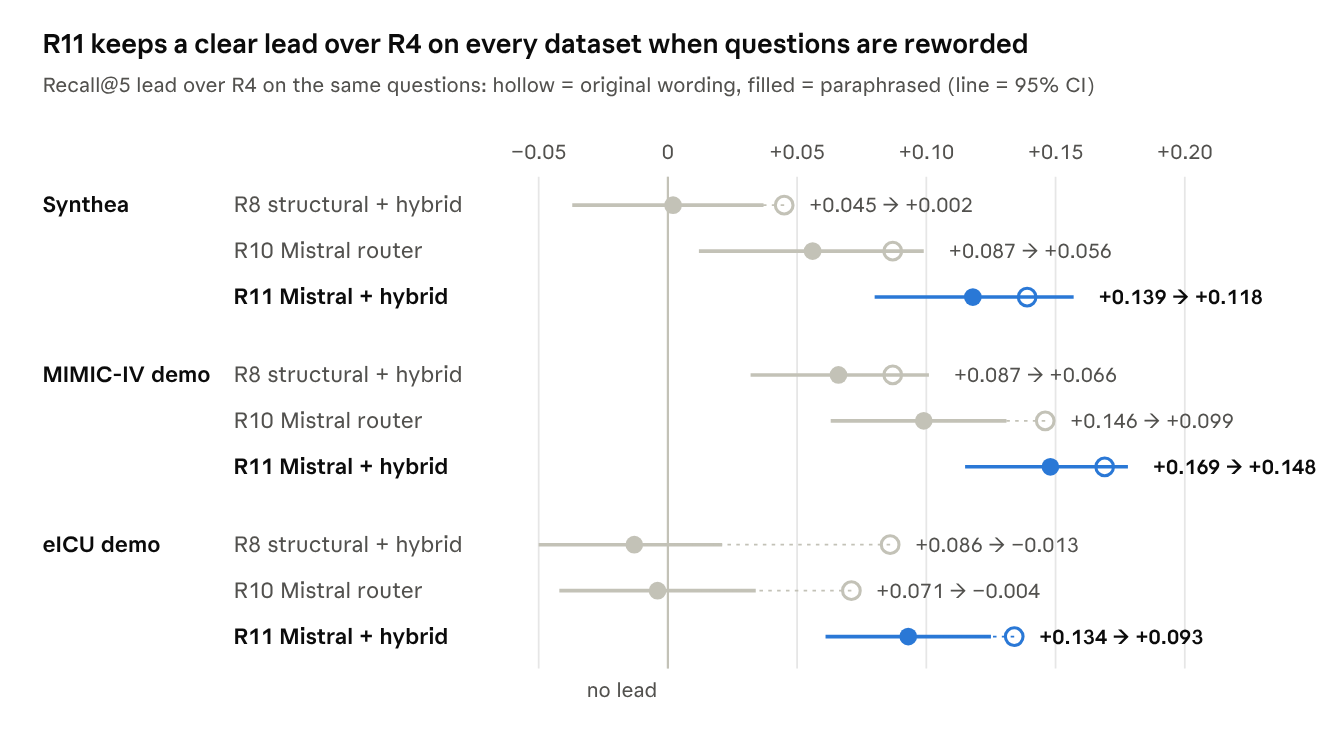 R11 keeps a clear lead over R4 on every dataset when questions are reworded
Recall@5 lead over R4 on the same questions: hollow = original wording, filled = paraphrased (line = 95% CI)
−0.05 0 +0.05 +0.10 +0.15 +0.20
Synthea R8 structural + hybrid +0.045 → +0.002
R10 Mistral router +0.087 → +0.056
R11 Mistral + hybrid +0.139 → +0.118
MIMIC-IV demo R8 structural + hybrid +0.087 → +0.066
R10 Mistral router +0.146 → +0.099
R11 Mistral + hybrid +0.169 → +0.148
eICU demo R8 structural + hybrid +0.086 → −0.013
R10 Mistral router +0.071 → −0.004
R11 Mistral + hybrid +0.134 → +0.093
no lead